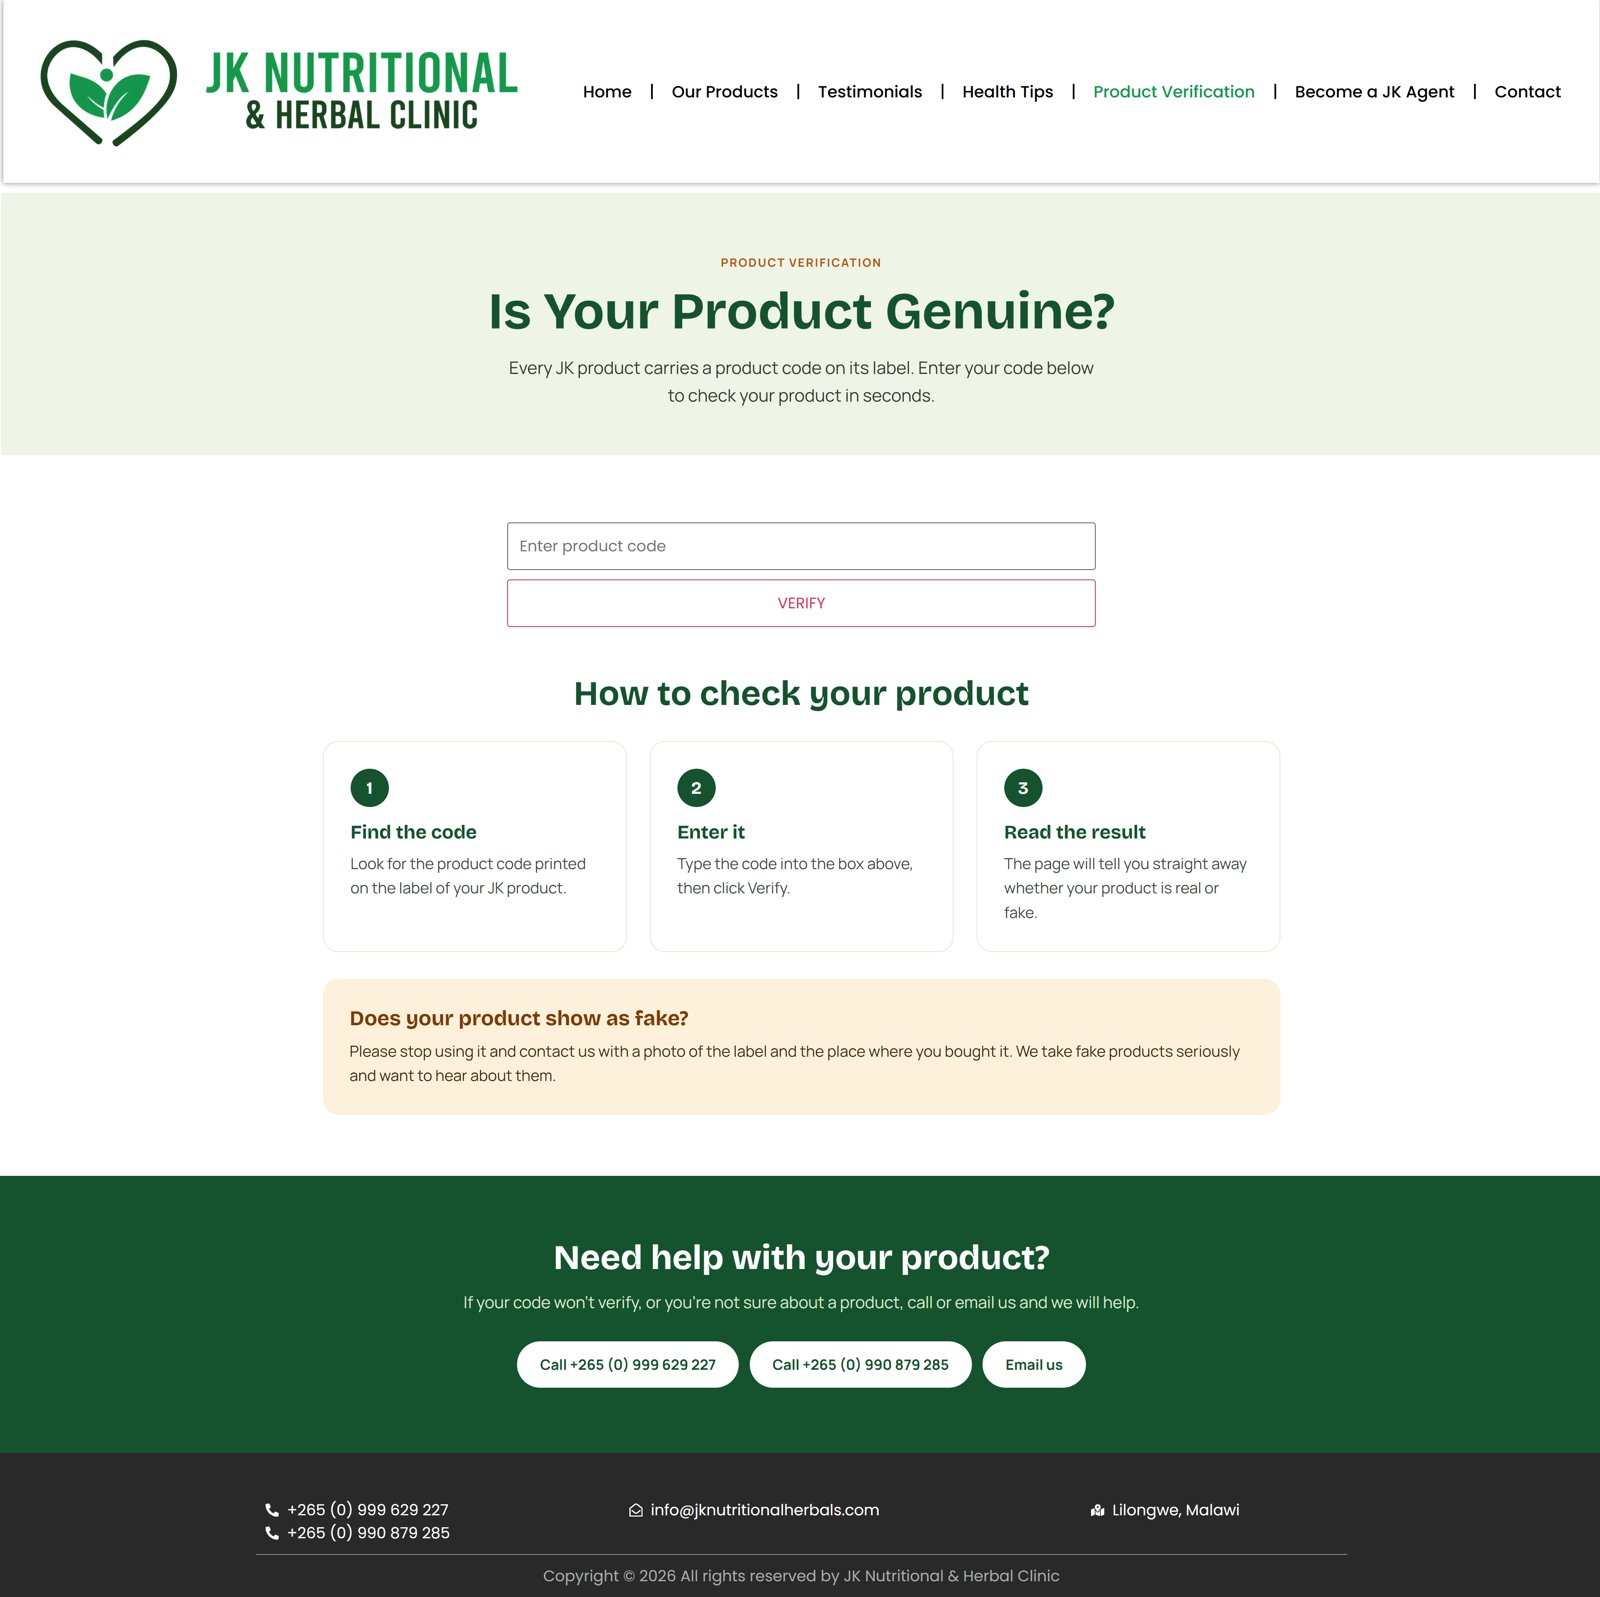 JK NUTRITIONAL
& HERBAL CLINIC
Home | Our Products | Testimonials | Health Tips | Product Verification | Become a JK Agent | Contact
PRODUCT VERIFICATION
Is Your Product Genuine?
Every JK product carries a product code on its label. Enter your code below
to check your product in seconds.
Enter product code
VERIFY
How to check your product
1
Find the code
Look for the product code printed
on the label of your JK product.
2
Enter it
Type the code into the box above,
then click Verify.
3
Read the result
The page will tell you straight away
whether your product is real or
fake.
Does your product show as fake?
Please stop using it and contact us with a photo of the label and the place where you bought it. We take fake products seriously
and want to hear about them.
Need help with your product?
If your code won't verify, or you're not sure about a product, call or email us and we will help.
Call +265 (0) 999 629 227
Call +265 (0) 990 879 285
Email us
+265 (0) 999 629 227
+265 (0) 990 879 285
info@jknutritionalherbals.com
Lilongwe, Malawi
Copyright © 2026 All rights reserved by JK Nutritional & Herbal Clinic